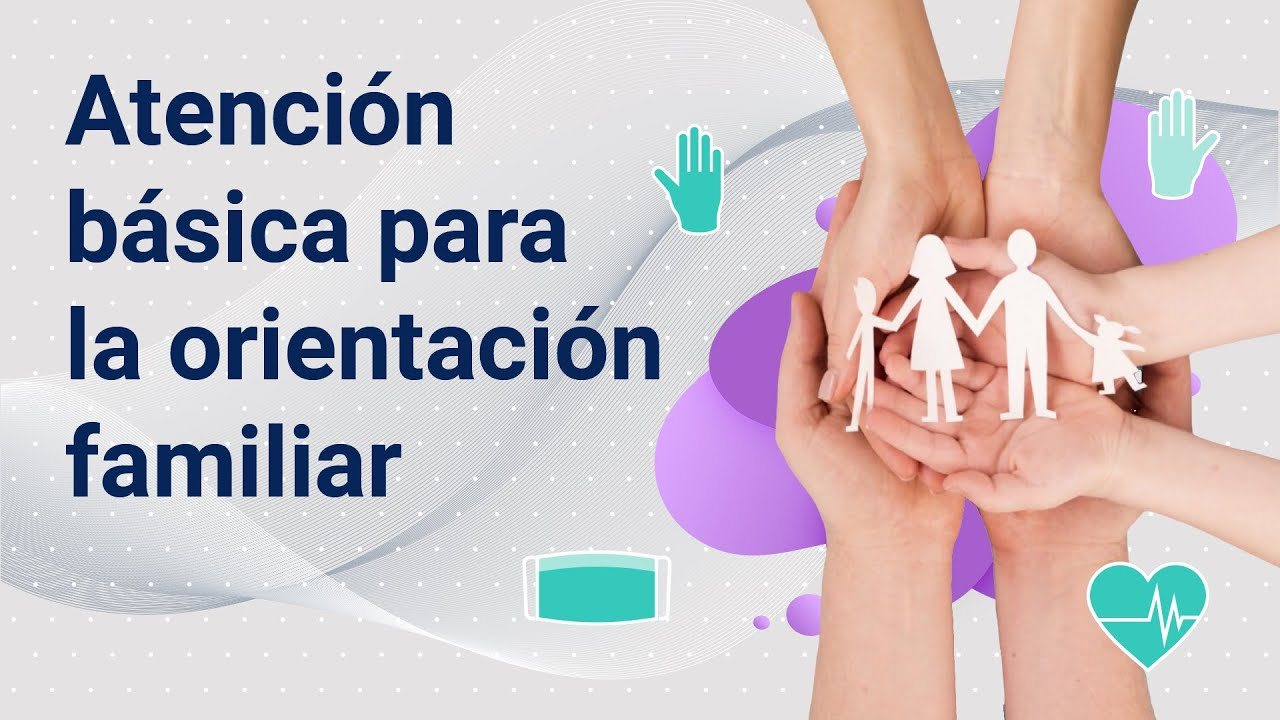 Atención
básica para
la orientación
familiar